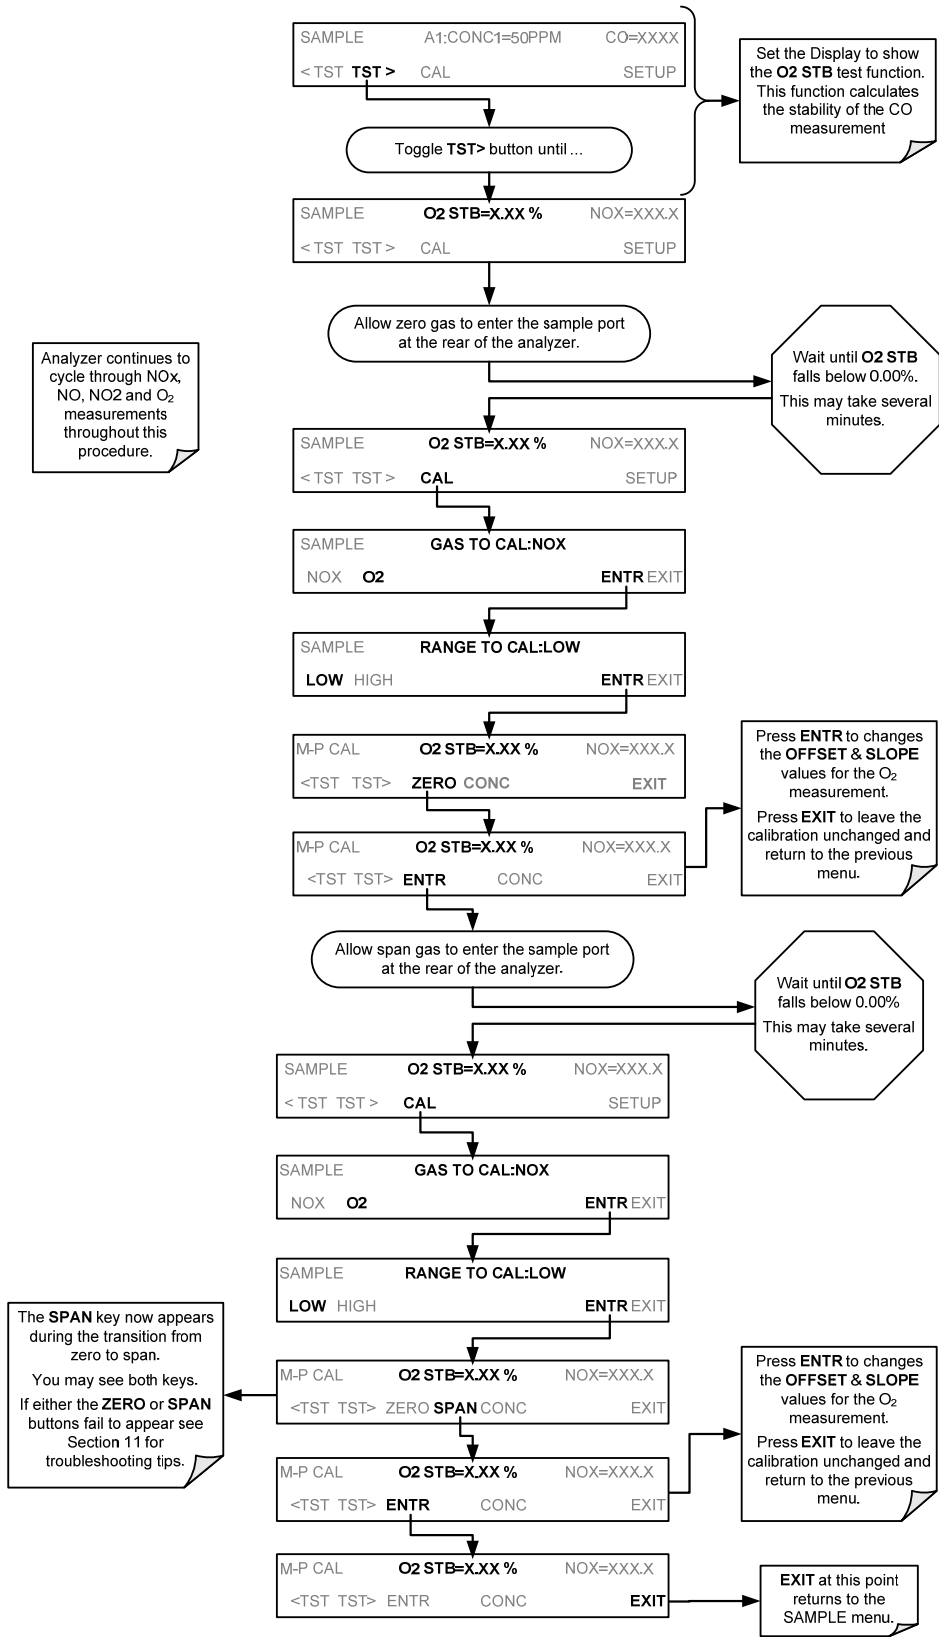 SAMPLE A1:CONC1=50PPM CO=XXXX
< TST TST > CAL SETUP
Set the Display to show
the O2 STB test function.
This function calculates
the stability of the CO
measurement
Toggle TST> button until ...
SAMPLE O2 STB=X.XX % NOX=XXX.X
< TST TST > CAL SETUP
Allow zero gas to enter the sample port
at the rear of the analyzer.
Wait until O2 STB
falls below 0.00%.
This may take several
minutes.
Analyzer continues to
cycle through NOx,
NO, NO2 and O2
measurements
throughout this
procedure.
SAMPLE O2 STB=X.XX % NOX=XXX.X
< TST TST > CAL SETUP
SAMPLE GAS TO CAL:NOX
NOX O2 ENTR EXIT
SAMPLE RANGE TO CAL:LOW
LOW HIGH ENTR EXIT
M-P CAL O2 STB=X.XX % NOX=XXX.X
<TST TST> ZERO CONC EXIT
M-P CAL O2 STB=X.XX % NOX=XXX.X
<TST TST> ENTR CONC EXIT
Press ENTR to changes
the OFFSET & SLOPE
values for the O2
measurement.
Press EXIT to leave the
calibration unchanged and
return to the previous
menu.
Allow span gas to enter the sample port
at the rear of the analyzer.
Wait until O2 STB
falls below 0.00%
This may take several
minutes.
SAMPLE O2 STB=X.XX % NOX=XXX.X
< TST TST > CAL SETUP
SAMPLE GAS TO CAL:NOX
NOX O2 ENTR EXIT
SAMPLE RANGE TO CAL:LOW
LOW HIGH ENTR EXIT
The SPAN key now appears
during the transition from
zero to span.
You may see both keys.
If either the ZERO or SPAN
buttons fail to appear see
Section 11 for
troubleshooting tips.
M-P CAL O2 STB=X.XX % NOX=XXX.X
<TST TST> ZERO SPAN CONC EXIT
M-P CAL O2 STB=X.XX % NOX=XXX.X
<TST TST> ENTR CONC EXIT
Press ENTR to changes
the OFFSET & SLOPE
values for the O2
measurement.
Press EXIT to leave the
calibration unchanged and
return to the previous
menu.
M-P CAL O2 STB=X.XX % NOX=XXX.X
<TST TST> ENTR CONC EXIT
EXIT at this point
returns to the
SAMPLE menu.